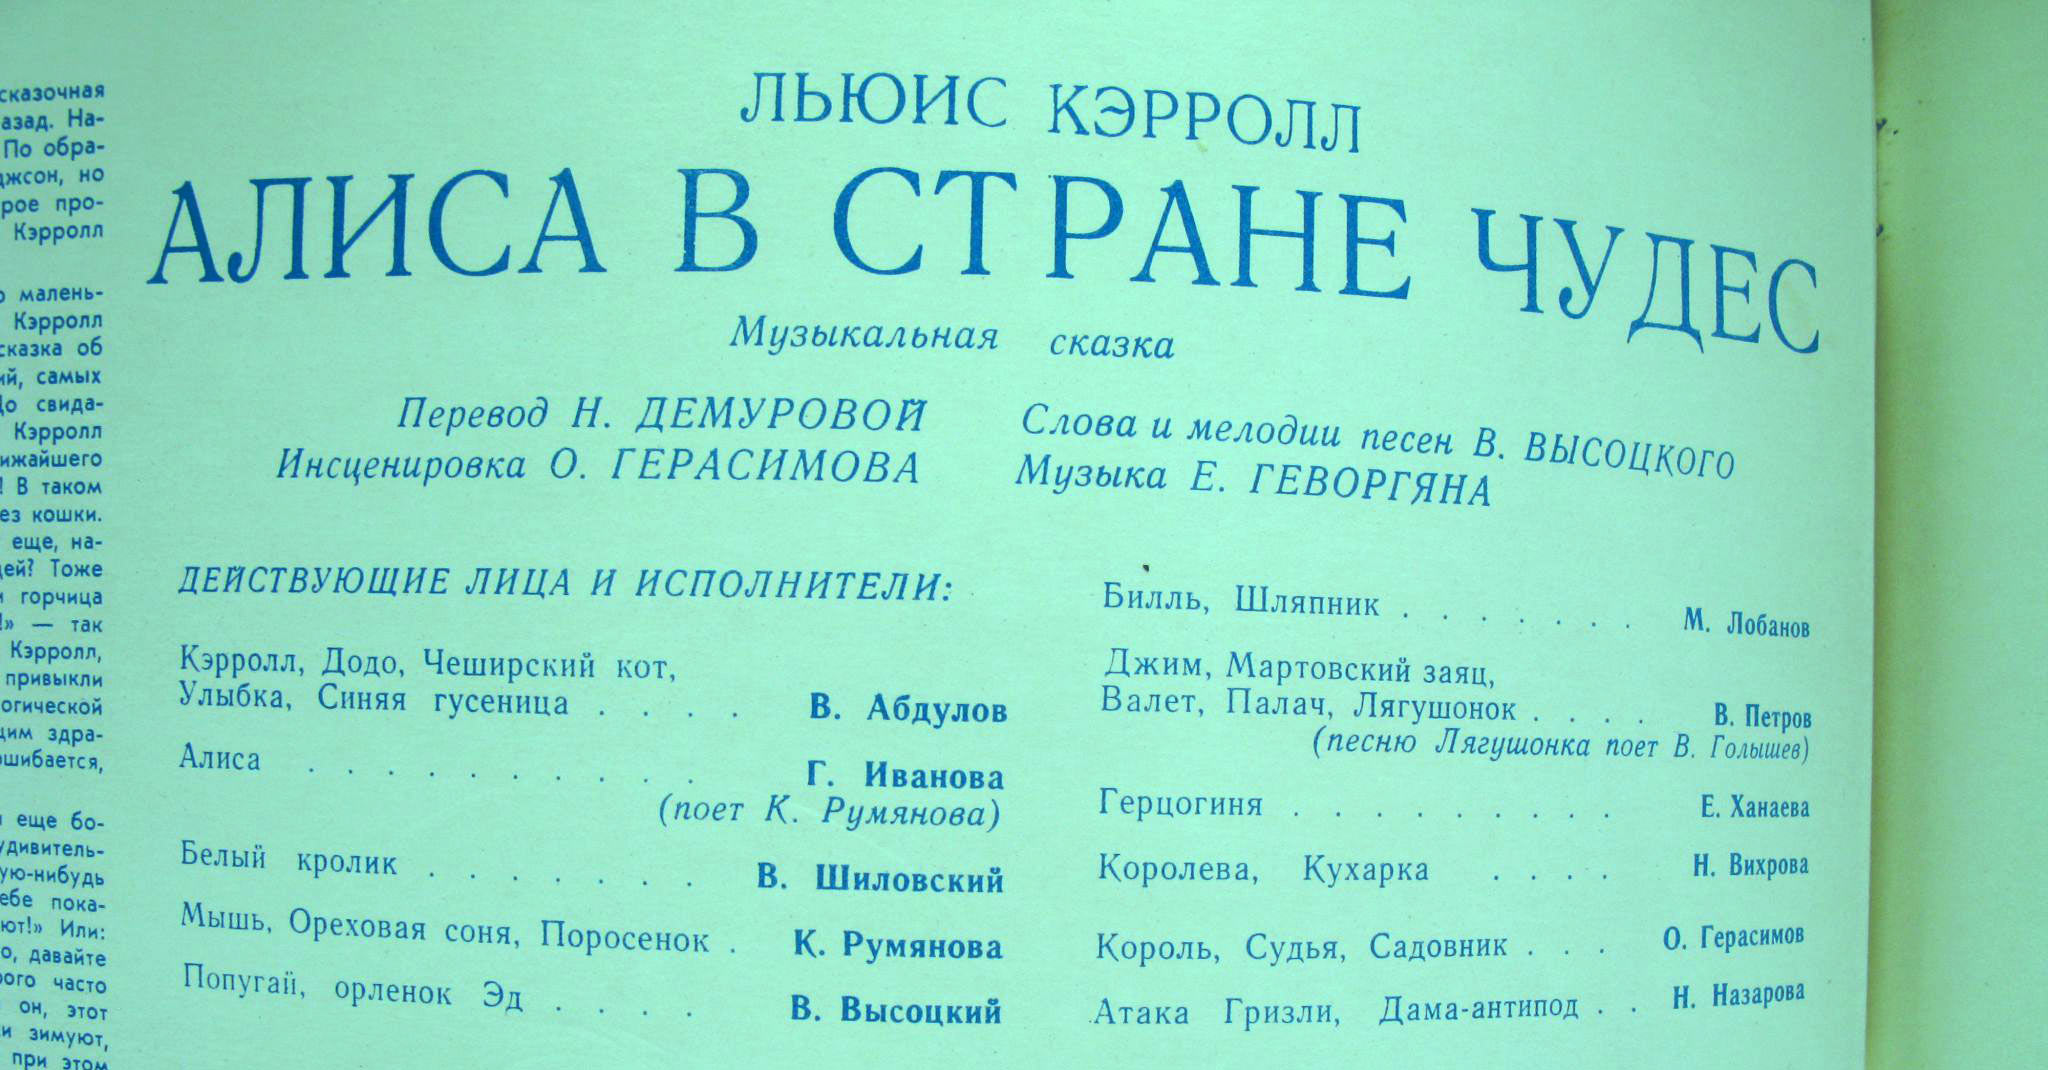 сказочная
азад. На-
По обра-
джсон, но
рое про-
Кэрролл
о малень-
Кэрролл
сказка об
ий, самых
До свида-
Кэрролл
ижайшего
! В таком
ез кошки.
еще, на-
дей? Тоже
и горчица
!» — так
Кэрролл,
привыкли
огической
щим здра-
ошибается,
и еще бо-
удивитель-
ую-нибудь
ебе пока-
ют!» Или:
о, давайте
рого часто
он, этот
и зимуют,
при этом
ЛЬЮИС КЭРРОЛЛ
АЛИСА В СТРАНЕ ЧУДЕС
Музыкальная сказка
Перевод Н. ДЕМУРОВОЙ
Инсценировка О. ГЕРАСИМОВА
Слова и мелодии песен В. ВЫСОЦКОГО
Музыка Е. ГЕВОРГЯНА
ДЕЙСТВУЮЩИЕ ЛИЦА И ИСПОЛНИТЕЛИ:
Кэрролл, Додо, Чеширский кот,
Улыбка, Синяя гусеница . . . . В. Абдулов
Алиса . . . . . . . . . . Г. Иванова
(поет К. Румянова)
Белый кролик . . . . . . . В. Шиловский
Мышь, Ореховая соня, Поросенок . К. Румянова
Попугай, орленок Эд . . . . В. Высоцкий
Билль, Шляпник . . . . . . . М. Лобанов
Джим, Мартовский заяц,
Валет, Палач, Лягушонок . . . . В. Петров
(песню Лягушонка поет В. Голышев)
Герцогиня . . . . . . . . . Е. Ханаева
Королева, Кухарка . . . . Н. Вихрова
Король, Судья, Садовник . . . О. Герасимов
Атака Гризли, Дама-антипод . . Н. Назарова